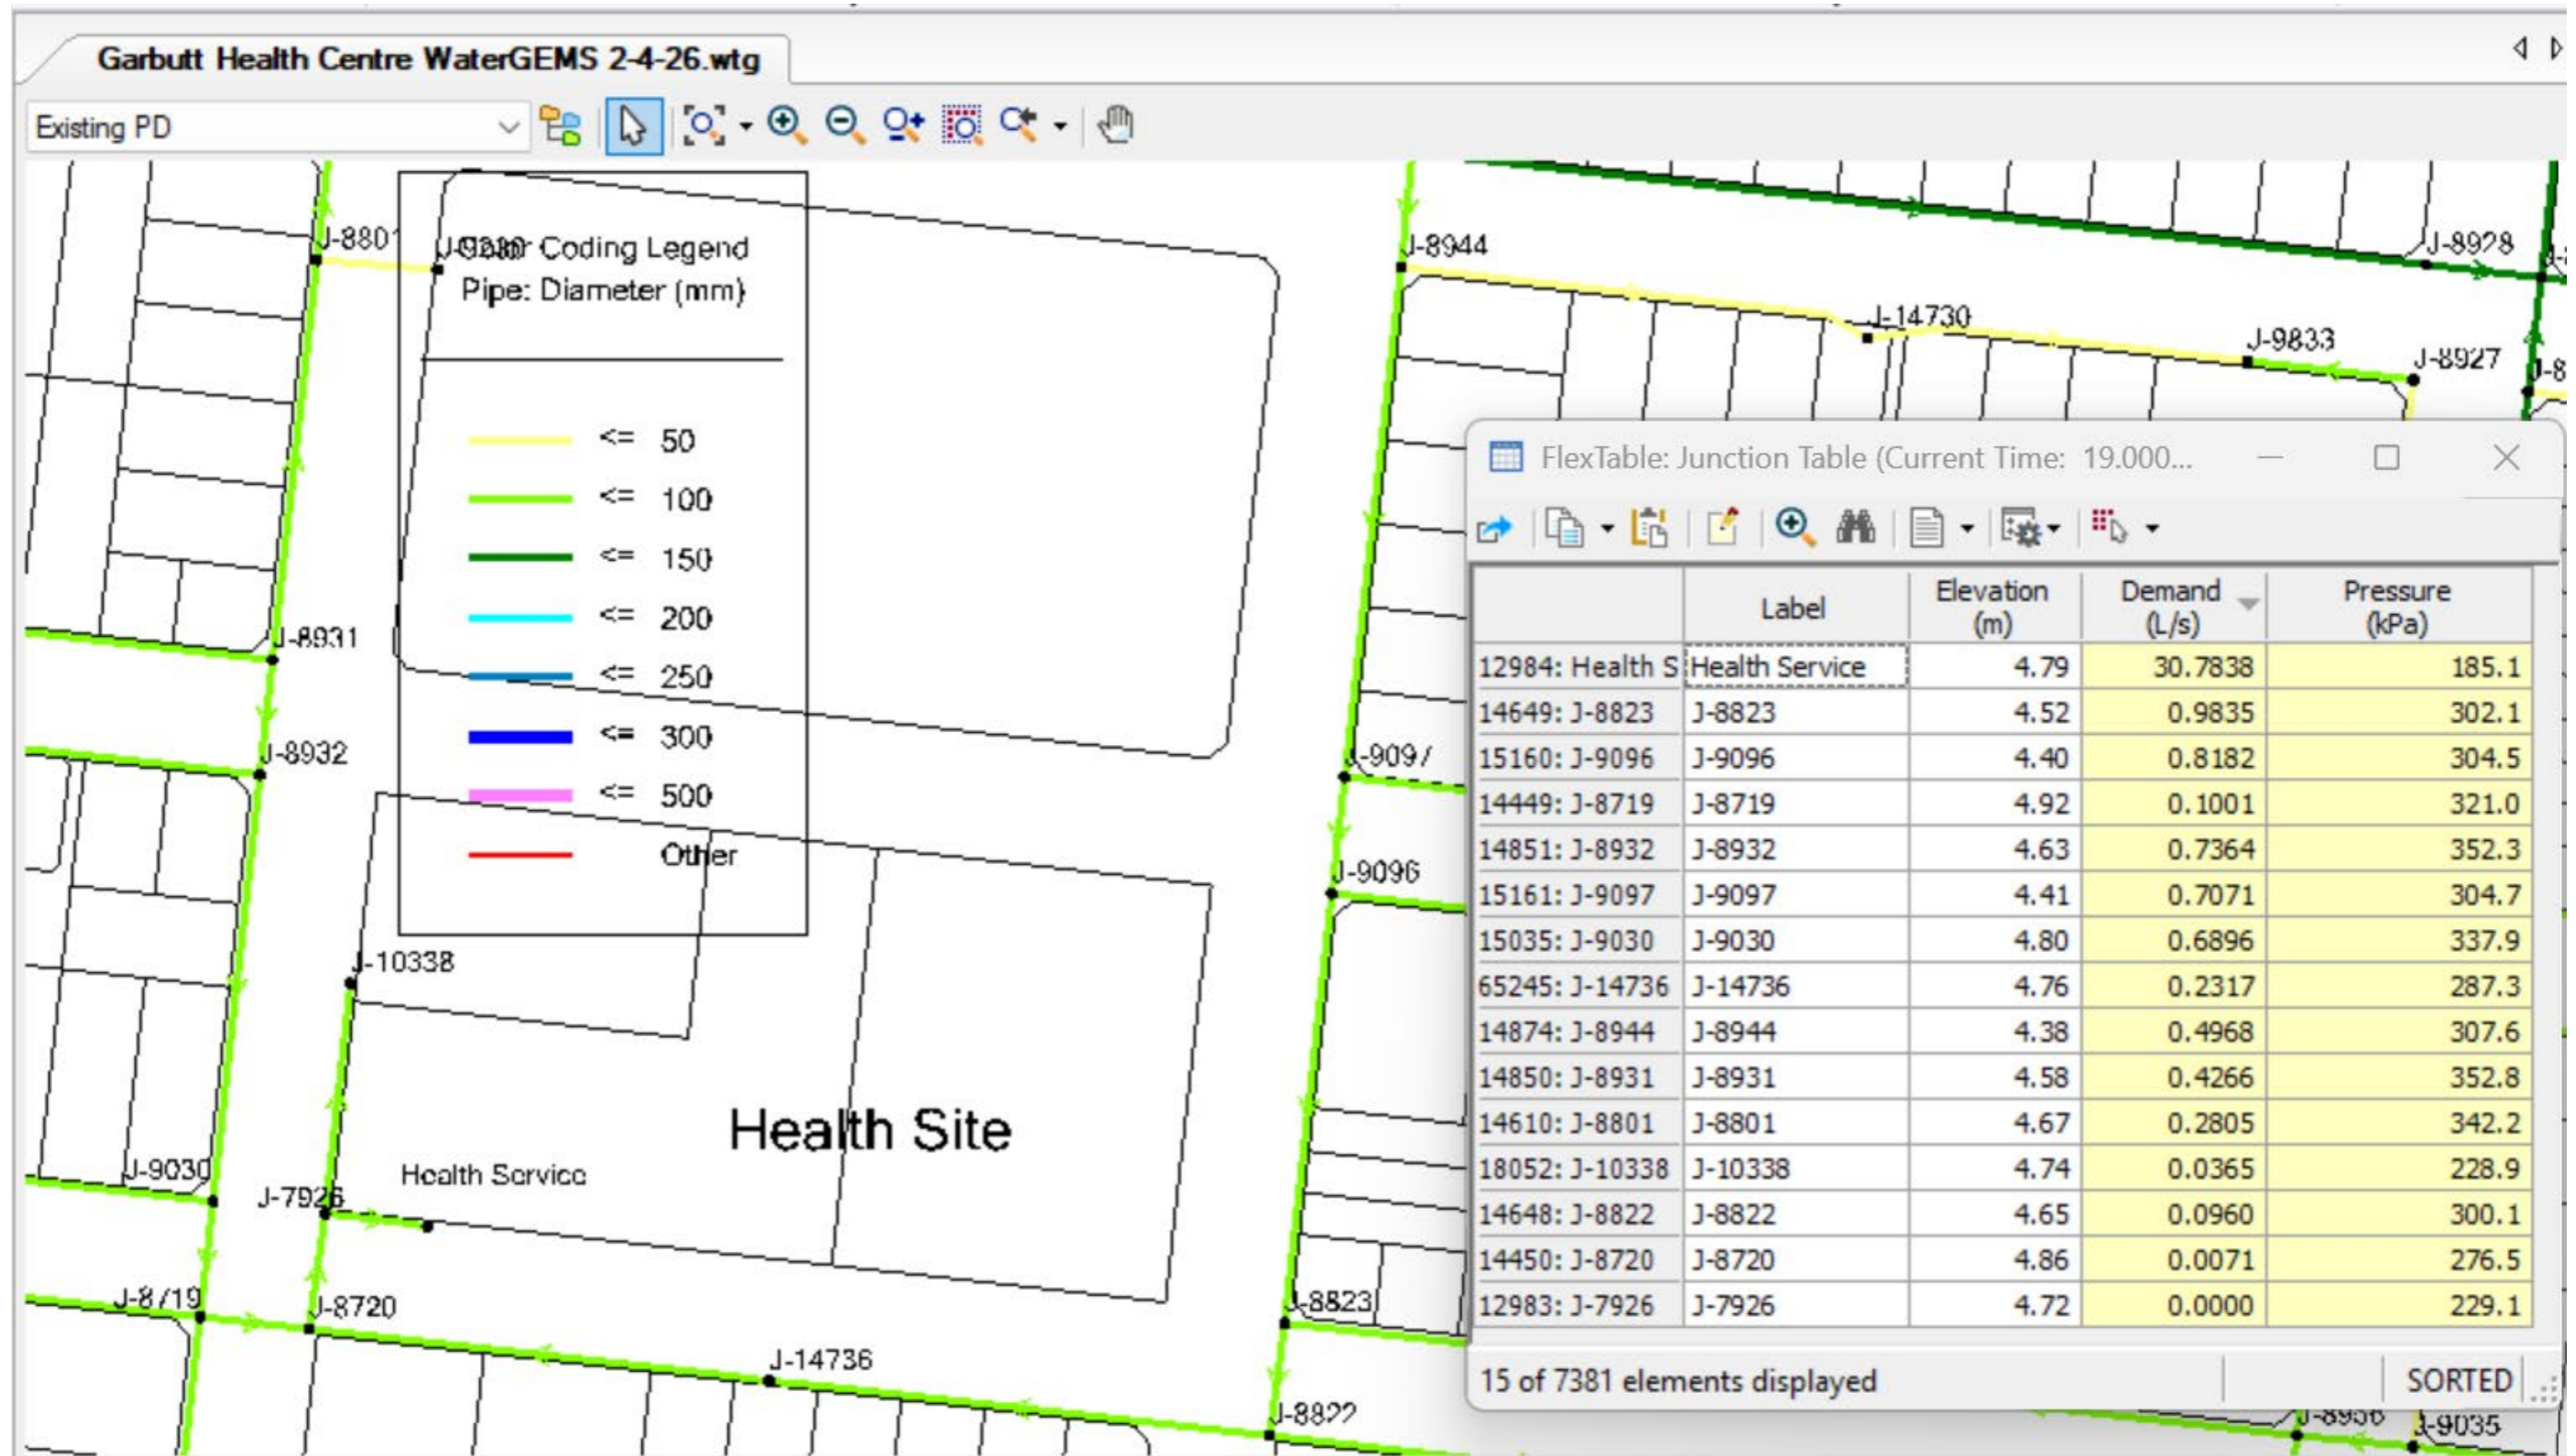 Garbutt Health Centre WaterGEMS 2-4-26.wtg
Existing PD
Color Coding Legend
Pipe: Diameter (mm)
<= 50
<= 100
<= 150
<= 200
<= 250
<= 300
<= 500
Other
J-8801
J-9230
J-8944
J-8928
J-14730
J-9833
J-8927
J-8931
J-8932
J-9097
J-9096
J-10338
Health Site
Health Service
J-9030
J-7926
J-8719
J-8720
J-8823
J-14736
J-8822
J-9035
FlexTable: Junction Table (Current Time: 19.000...
Label Elevation (m) Demand (L/s) Pressure (kPa)
12984: Health S Health Service 4.79 30.7838 185.1
14649: J-8823 J-8823 4.52 0.9835 302.1
15160: J-9096 J-9096 4.40 0.8182 304.5
14449: J-8719 J-8719 4.92 0.1001 321.0
14851: J-8932 J-8932 4.63 0.7364 352.3
15161: J-9097 J-9097 4.41 0.7071 304.7
15035: J-9030 J-9030 4.80 0.6896 337.9
65245: J-14736 J-14736 4.76 0.2317 287.3
14874: J-8944 J-8944 4.38 0.4968 307.6
14850: J-8931 J-8931 4.58 0.4266 352.8
14610: J-8801 J-8801 4.67 0.2805 342.2
18052: J-10338 J-10338 4.74 0.0365 228.9
14648: J-8822 J-8822 4.65 0.0960 300.1
14450: J-8720 J-8720 4.86 0.0071 276.5
12983: J-7926 J-7926 4.72 0.0000 229.1
15 of 7381 elements displayed
SORTED